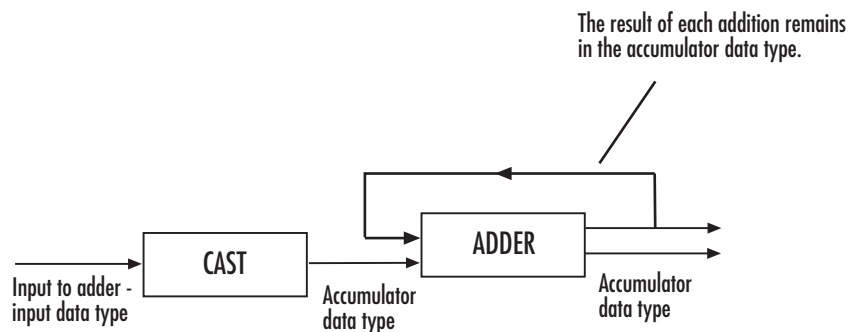 The result of each addition remains
in the accumulator data type.
CAST
ADDER
Input to adder -
input data type
Accumulator
data type
Accumulator
data type